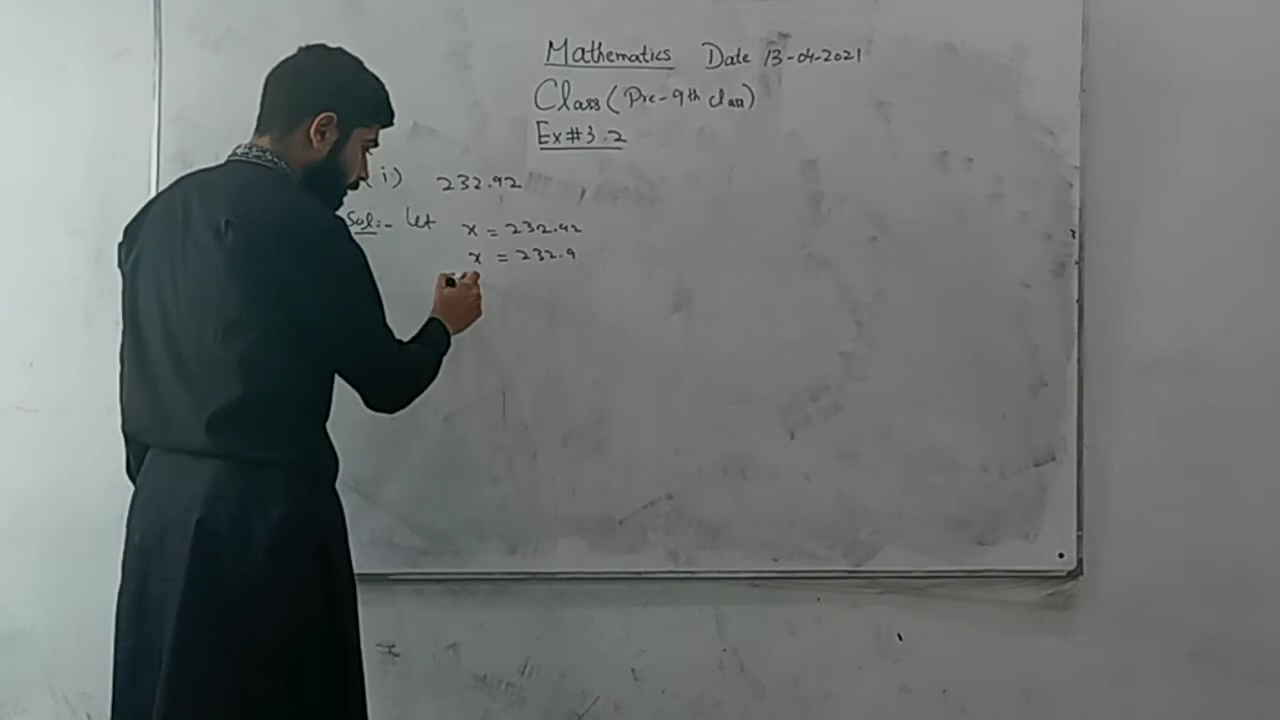 Mathematics Date 13-04-2021
Class (Pre-9th class)
Ex#3.2
i) 232.92
Sol:- Let x = 232.92
x = 232.9